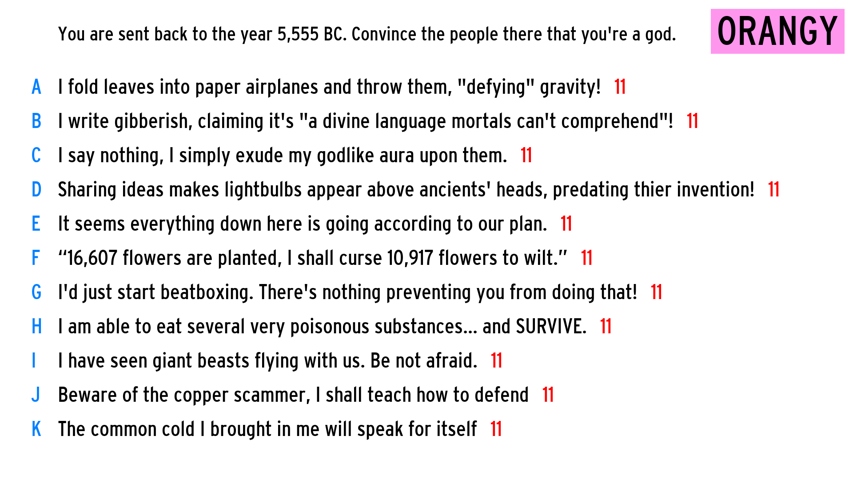 You are sent back to the year 5,555 BC. Convince the people there that you're a god.
ORANGY
A I fold leaves into paper airplanes and throw them, "defying" gravity! 11
B I write gibberish, claiming it's "a divine language mortals can't comprehend"! 11
C I say nothing, I simply exude my godlike aura upon them. 11
D Sharing ideas makes lightbulbs appear above ancients' heads, predating thier invention! 11
E It seems everything down here is going according to our plan. 11
F “16,607 flowers are planted, I shall curse 10,917 flowers to wilt.” 11
G I'd just start beatboxing. There's nothing preventing you from doing that! 11
H I am able to eat several very poisonous substances... and SURVIVE. 11
I I have seen giant beasts flying with us. Be not afraid. 11
J Beware of the copper scammer, I shall teach how to defend 11
K The common cold I brought in me will speak for itself 11